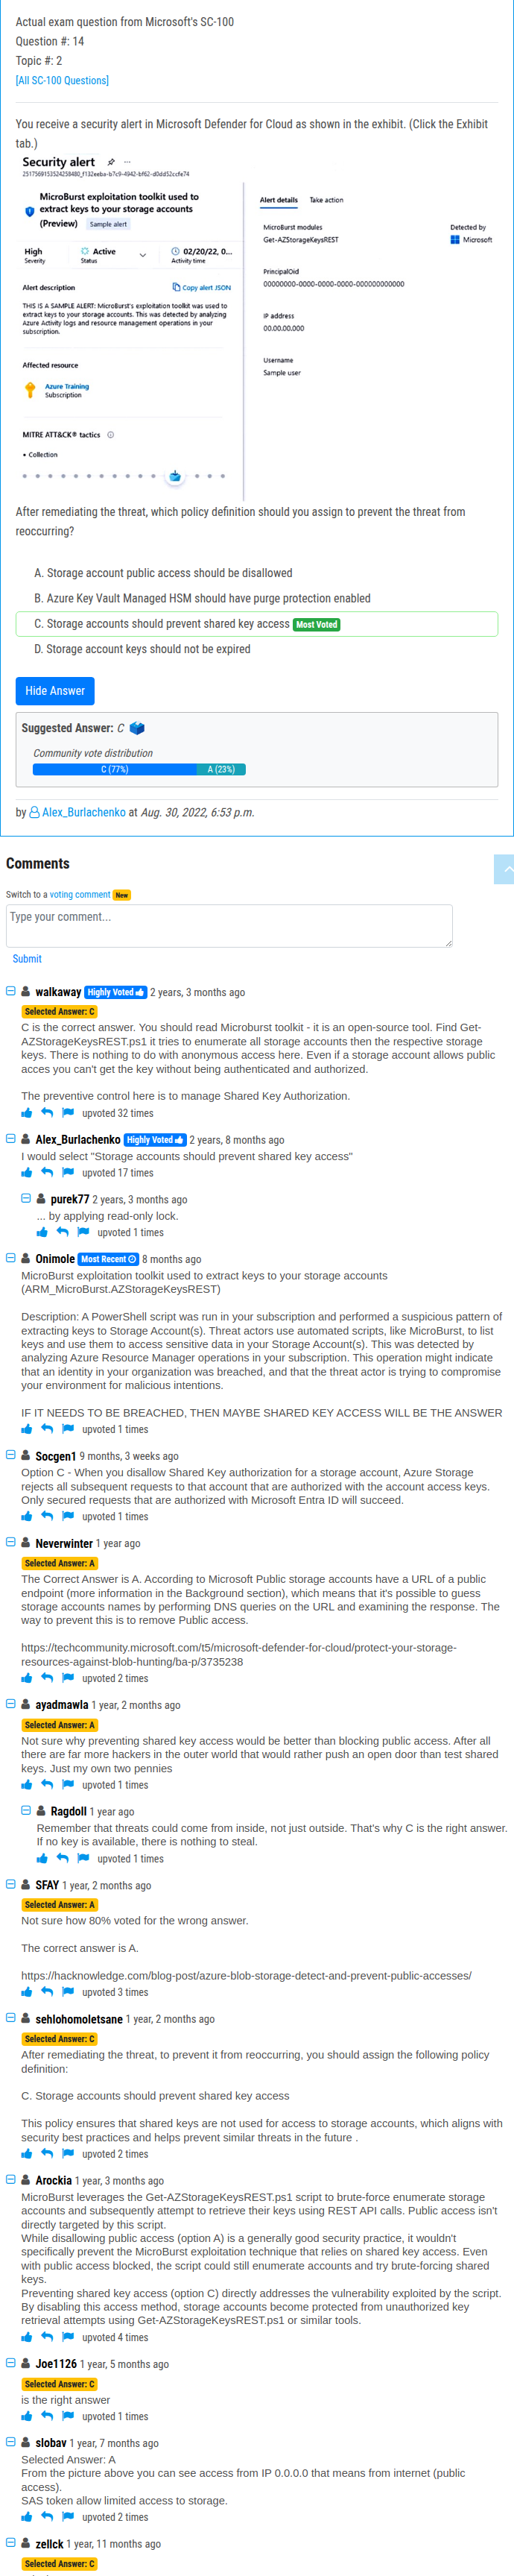 Actual exam question from Microsoft's SC-100
Question #: 14
Topic #: 2
[All SC-100 Questions]
You receive a security alert in Microsoft Defender for Cloud as shown in the exhibit. (Click the Exhibit
tab.)
Security alert
2517569153524258480_f132eeba-b7c9-4942-bf62-d0dd52ccfe74
MicroBurst exploitation toolkit used to
extract keys to your storage accounts
(Preview) Sample alert
High
Severity
Active
Status
02/20/22, 0...
Activity time
Alert description
Copy alert JSON
THIS IS A SAMPLE ALERT: MicroBurst's exploitation toolkit was used to
extract keys to your storage accounts. This was detected by analyzing
Azure Activity logs and resource management operations in your
subscription.
Affected resource
Azure Training
Subscription
MITRE ATT&CK® tactics
• Collection
Alert details Take action
MicroBurst modules
Get-AZStorageKeysREST
Detected by
Microsoft
PrincipalOid
00000000-0000-0000-0000-000000000000
IP address
00.00.00.000
Username
Sample user
After remediating the threat, which policy definition should you assign to prevent the threat from
reoccurring?
A. Storage account public access should be disallowed
B. Azure Key Vault Managed HSM should have purge protection enabled
C. Storage accounts should prevent shared key access Most Voted
D. Storage account keys should not be expired
Hide Answer
Suggested Answer: C
Community vote distribution
C (77%) A (23%)
by Alex_Burlachenko at Aug. 30, 2022, 6:53 p.m.
Comments
Switch to a voting comment New
Type your comment...
Submit
walkaway Highly Voted 2 years, 3 months ago
Selected Answer: C
C is the correct answer. You should read Microburst toolkit - it is an open-source tool. Find Get-
AZStorageKeysREST.ps1 it tries to enumerate all storage accounts then the respective storage
keys. There is nothing to do with anonymous access here. Even if a storage account allows public
acces you can't get the key without being authenticated and authorized.
The preventive control here is to manage Shared Key Authorization.
upvoted 32 times
Alex_Burlachenko Highly Voted 2 years, 8 months ago
I would select "Storage accounts should prevent shared key access"
upvoted 17 times
purek77 2 years, 3 months ago
... by applying read-only lock.
upvoted 1 times
Onimole Most Recent 8 months ago
MicroBurst exploitation toolkit used to extract keys to your storage accounts
(ARM_MicroBurst.AZStorageKeysREST)
Description: A PowerShell script was run in your subscription and performed a suspicious pattern of
extracting keys to Storage Account(s). Threat actors use automated scripts, like MicroBurst, to list
keys and use them to access sensitive data in your Storage Account(s). This was detected by
analyzing Azure Resource Manager operations in your subscription. This operation might indicate
that an identity in your organization was breached, and that the threat actor is trying to compromise
your environment for malicious intentions.
IF IT NEEDS TO BE BREACHED, THEN MAYBE SHARED KEY ACCESS WILL BE THE ANSWER
upvoted 1 times
Socgen1 9 months, 3 weeks ago
Option C - When you disallow Shared Key authorization for a storage account, Azure Storage
rejects all subsequent requests to that account that are authorized with the account access keys.
Only secured requests that are authorized with Microsoft Entra ID will succeed.
upvoted 1 times
Neverwinter 1 year ago
Selected Answer: A
The Correct Answer is A. According to Microsoft Public storage accounts have a URL of a public
endpoint (more information in the Background section), which means that it's possible to guess
storage accounts names by performing DNS queries on the URL and examining the response. The
way to prevent this is to remove Public access.
https://techcommunity.microsoft.com/t5/microsoft-defender-for-cloud/protect-your-storage-
resources-against-blob-hunting/ba-p/3735238
upvoted 2 times
ayadmawla 1 year, 2 months ago
Selected Answer: A
Not sure why preventing shared key access would be better than blocking public access. After all
there are far more hackers in the outer world that would rather push an open door than test shared
keys. Just my own two pennies
upvoted 1 times
Ragdoll 1 year ago
Remember that threats could come from inside, not just outside. That's why C is the right answer.
If no key is available, there is nothing to steal.
upvoted 1 times
SFAY 1 year, 2 months ago
Selected Answer: A
Not sure how 80% voted for the wrong answer.
The correct answer is A.
https://hacknowledge.com/blog-post/azure-blob-storage-detect-and-prevent-public-accesses/
upvoted 3 times
sehlohomoletsane 1 year, 2 months ago
Selected Answer: C
After remediating the threat, to prevent it from reoccurring, you should assign the following policy
definition:
C. Storage accounts should prevent shared key access
This policy ensures that shared keys are not used for access to storage accounts, which aligns with
security best practices and helps prevent similar threats in the future .
upvoted 2 times
Arockia 1 year, 3 months ago
MicroBurst leverages the Get-AZStorageKeysREST.ps1 script to brute-force enumerate storage
accounts and subsequently attempt to retrieve their keys using REST API calls. Public access isn't
directly targeted by this script.
While disallowing public access (option A) is a generally good security practice, it wouldn't
specifically prevent the MicroBurst exploitation technique that relies on shared key access. Even
with public access blocked, the script could still enumerate accounts and try brute-forcing shared
keys.
Preventing shared key access (option C) directly addresses the vulnerability exploited by the script.
By disabling this access method, storage accounts become protected from unauthorized key
retrieval attempts using Get-AZStorageKeysREST.ps1 or similar tools.
upvoted 4 times
Joe1126 1 year, 5 months ago
Selected Answer: C
is the right answer
upvoted 1 times
slobav 1 year, 7 months ago
Selected Answer: A
From the picture above you can see access from IP 0.0.0.0 that means from internet (public
access).
SAS token allow limited access to storage.
upvoted 2 times
zellck 1 year, 11 months ago
Selected Answer: C